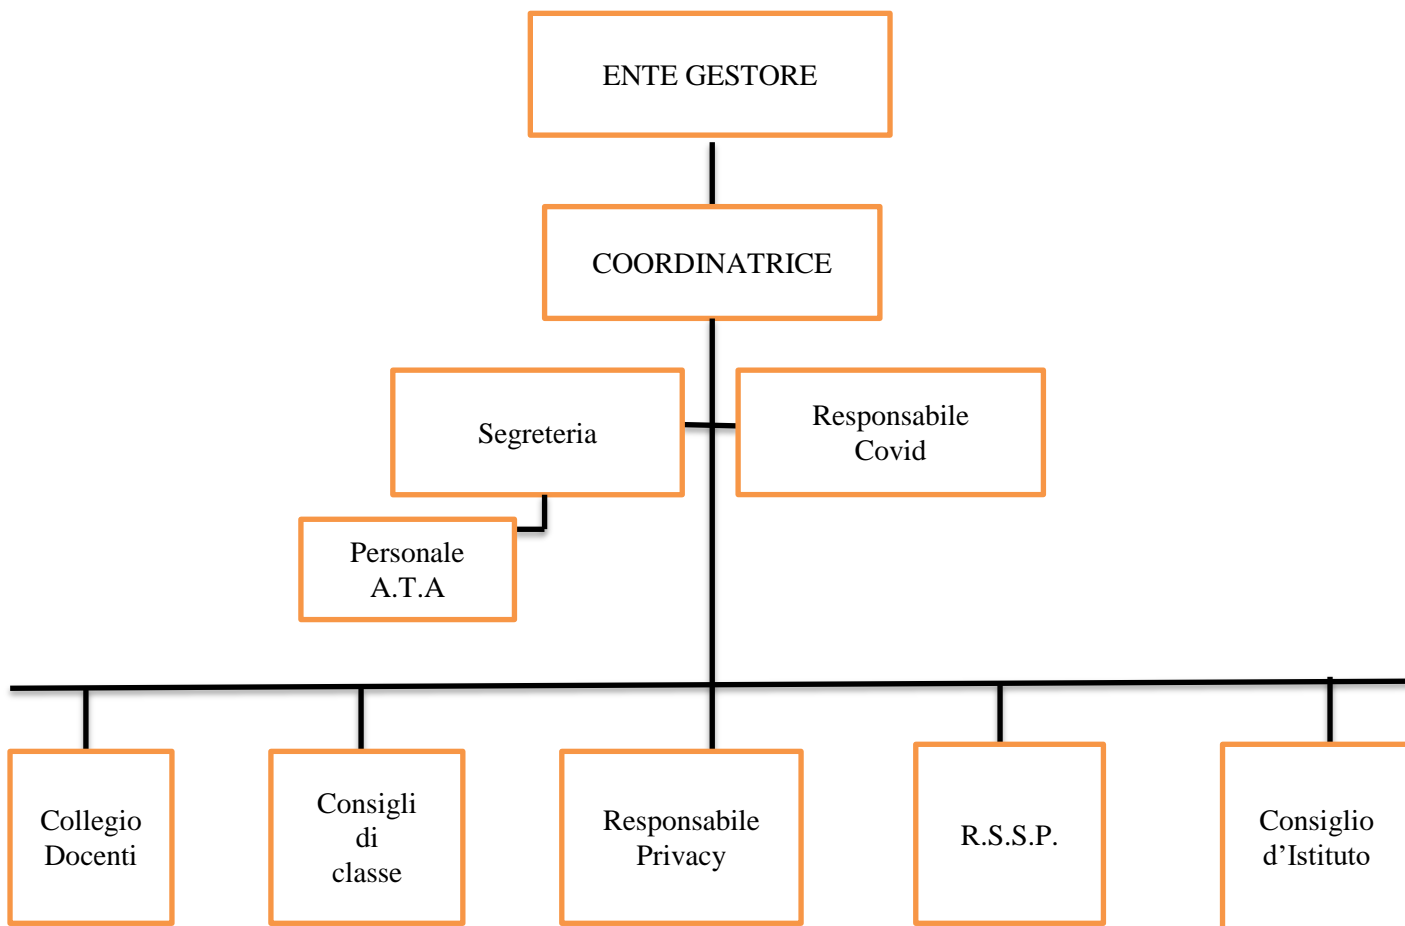 ENTE GESTORE
COORDINATRICE
Segreteria
Responsabile
Covid
Personale
A.T.A
Collegio
Docenti
Consigli
di
classe
Responsabile
Privacy
R.S.S.P.
Consiglio
d’Istituto